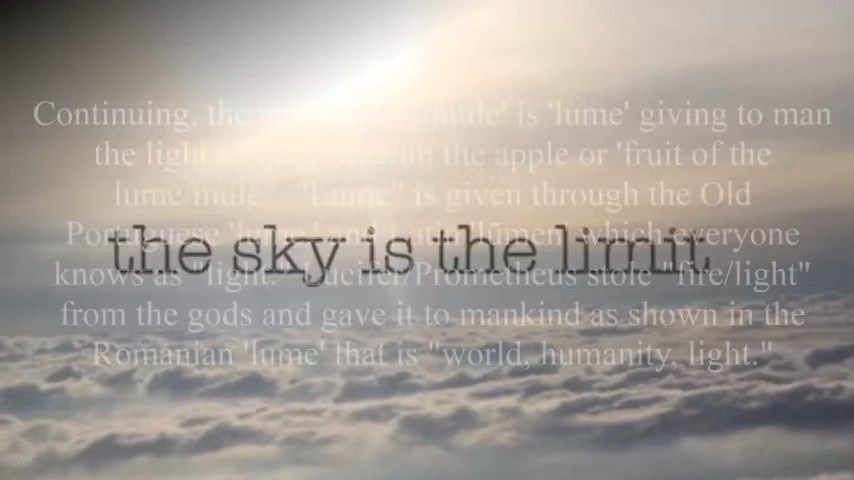 Continuing, the mule' is 'lume' giving to man
the light the apple or 'fruit of the
lume mule "Lume" is given through the Old
Portuguese which everyone
the sky is the limit
knows as "light." Lucifer/Prometheus stole "fire/light"
from the gods and gave it to mankind as shown in the
Romanian 'lume' that is "world, humanity, light."